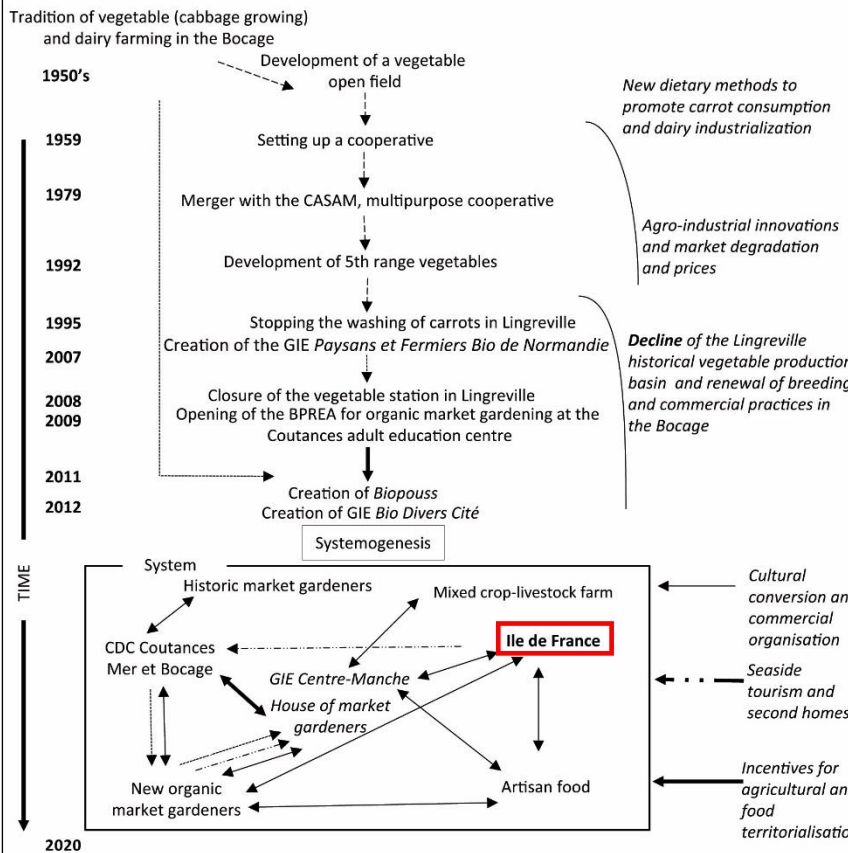 Tradition of vegetable (cabbage growing)
and dairy farming in the Bocage
1950's
Development of a vegetable
open field
New dietary methods to
promote carrot consumption
and dairy industrialization
1959
Setting up a cooperative
1979
Merger with the CASAM, multipurpose cooperative
Agro-industrial innovations
and market degradation
and prices
1992
Development of 5th range vegetables
1995
Stopping the washing of carrots in Lingreville
Creation of the GIE Paysans et Fermiers Bio de Normandie
2007
Decline of the Lingreville
historical vegetable production
basin and renewal of breeding
and commercial practices in
the Bocage
2008
Closure of the vegetable station in Lingreville
2009
Opening of the BPREA for organic market gardening at the
Coutances adult education centre
2011
Creation of Biopouss
2012
Creation of GIE Bio Divers Cité
Systemogenesis
TIME
System
Historic market gardeners
Mixed crop-livestock farm
CDC Coutances
Mer et Bocage
Ile de France
GIE Centre-Manche
House of market
gardeners
New organic
market gardeners
Artisan food
Cultural
conversion an
commercial
organisation
Seaside
tourism and
second homes
Incentives for
agricultural an
food
territorialisatio
2020